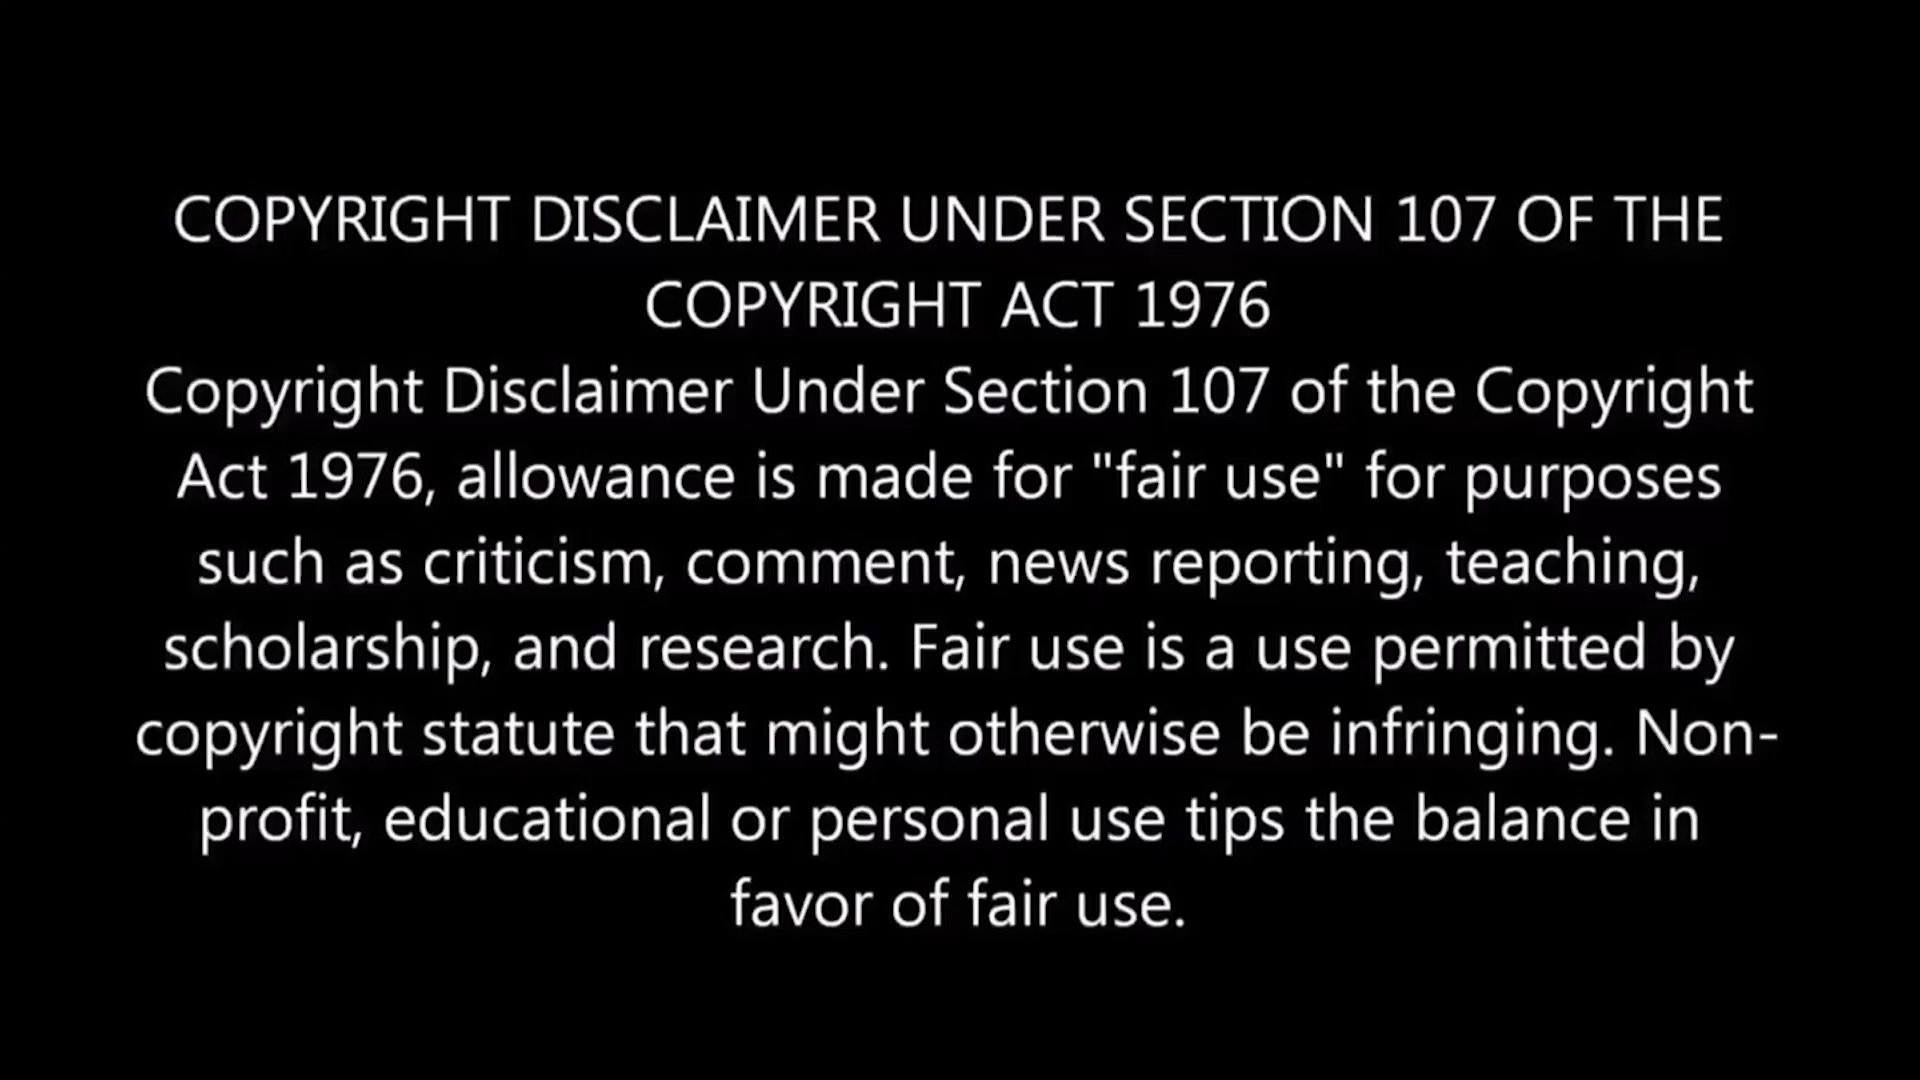 COPYRIGHT DISCLAIMER UNDER SECTION 107 OF THE
COPYRIGHT ACT 1976
Copyright Disclaimer Under Section 107 of the Copyright
Act 1976, allowance is made for "fair use" for purposes
such as criticism, comment, news reporting, teaching,
scholarship, and research. Fair use is a use permitted by
copyright statute that might otherwise be infringing. Non-
profit, educational or personal use tips the balance in
favor of fair use.